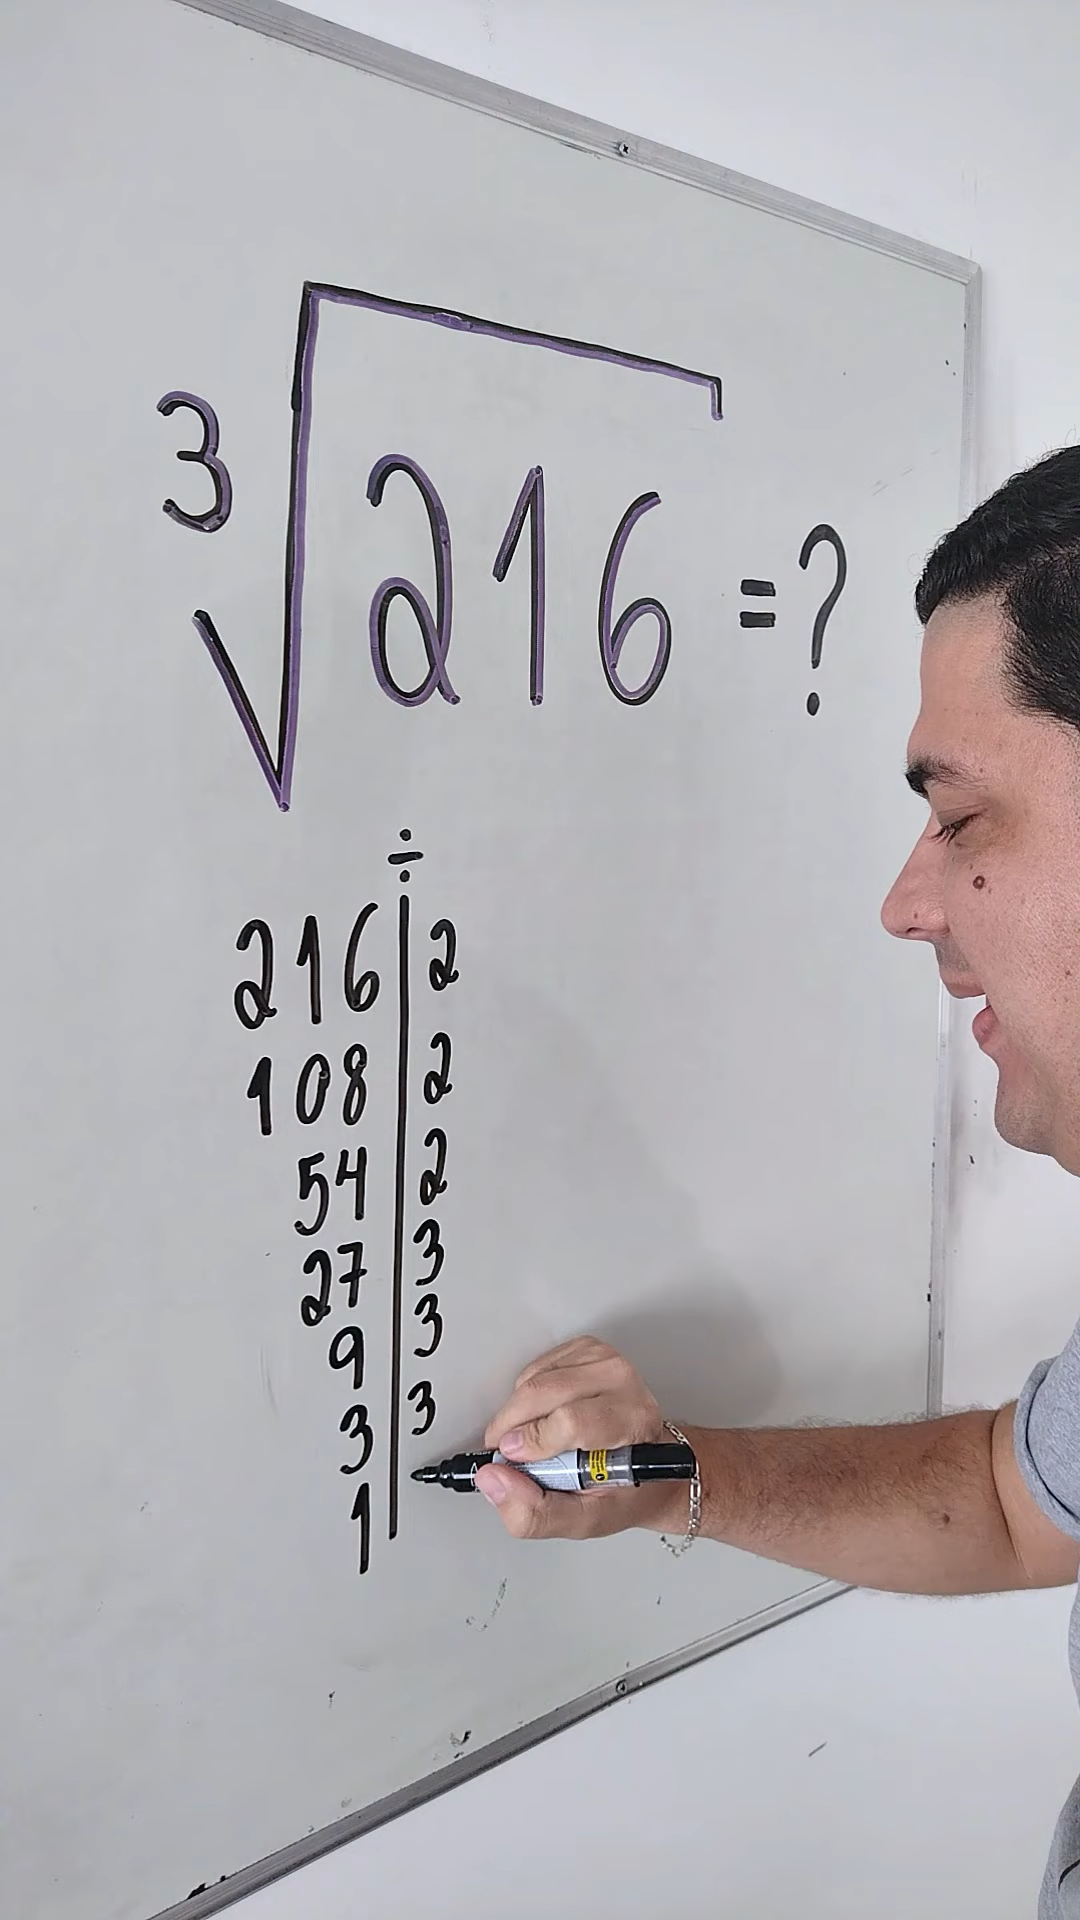 ³√216 = ?
÷
216 | 2
108 | 2
54 | 2
27 | 3
9 | 3
3 | 3
1 |